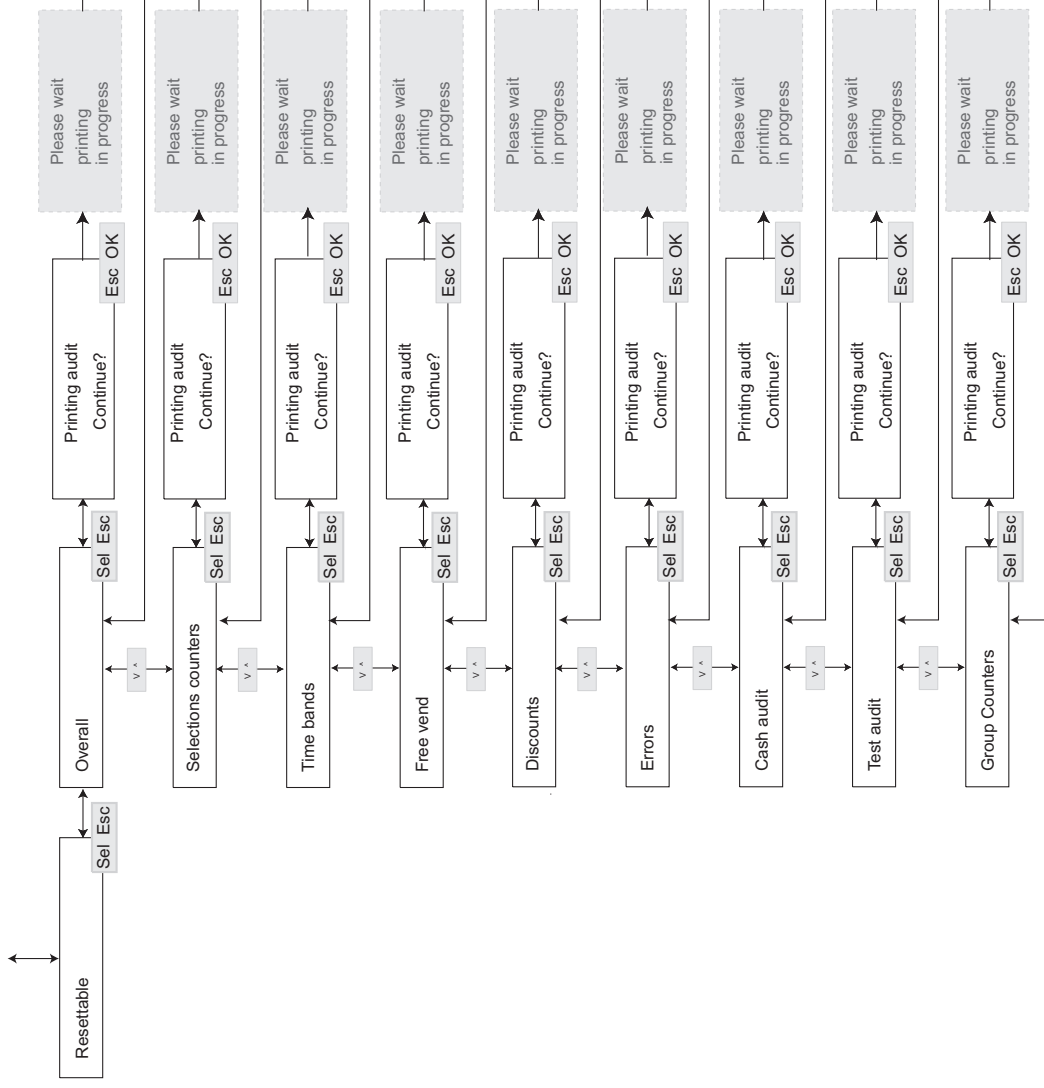 Resettable
Sel Esc
Overall
Sel Esc
Printing audit
Continue?
Esc OK
Please wait
printing
in progress
v ^
Selections counters
Sel Esc
Printing audit
Continue?
Esc OK
Please wait
printing
in progress
v ^
Time bands
Sel Esc
Printing audit
Continue?
Esc OK
Please wait
printing
in progress
v ^
Free vend
Sel Esc
Printing audit
Continue?
Esc OK
Please wait
printing
in progress
v ^
Discounts
Sel Esc
Printing audit
Continue?
Esc OK
Please wait
printing
in progress
v ^
Errors
Sel Esc
Printing audit
Continue?
Esc OK
Please wait
printing
in progress
v ^
Cash audit
Sel Esc
Printing audit
Continue?
Esc OK
Please wait
printing
in progress
v ^
Test audit
Sel Esc
Printing audit
Continue?
Esc OK
Please wait
printing
in progress
v ^
Group Counters
Sel Esc
Printing audit
Continue?
Esc OK
Please wait
printing
in progress